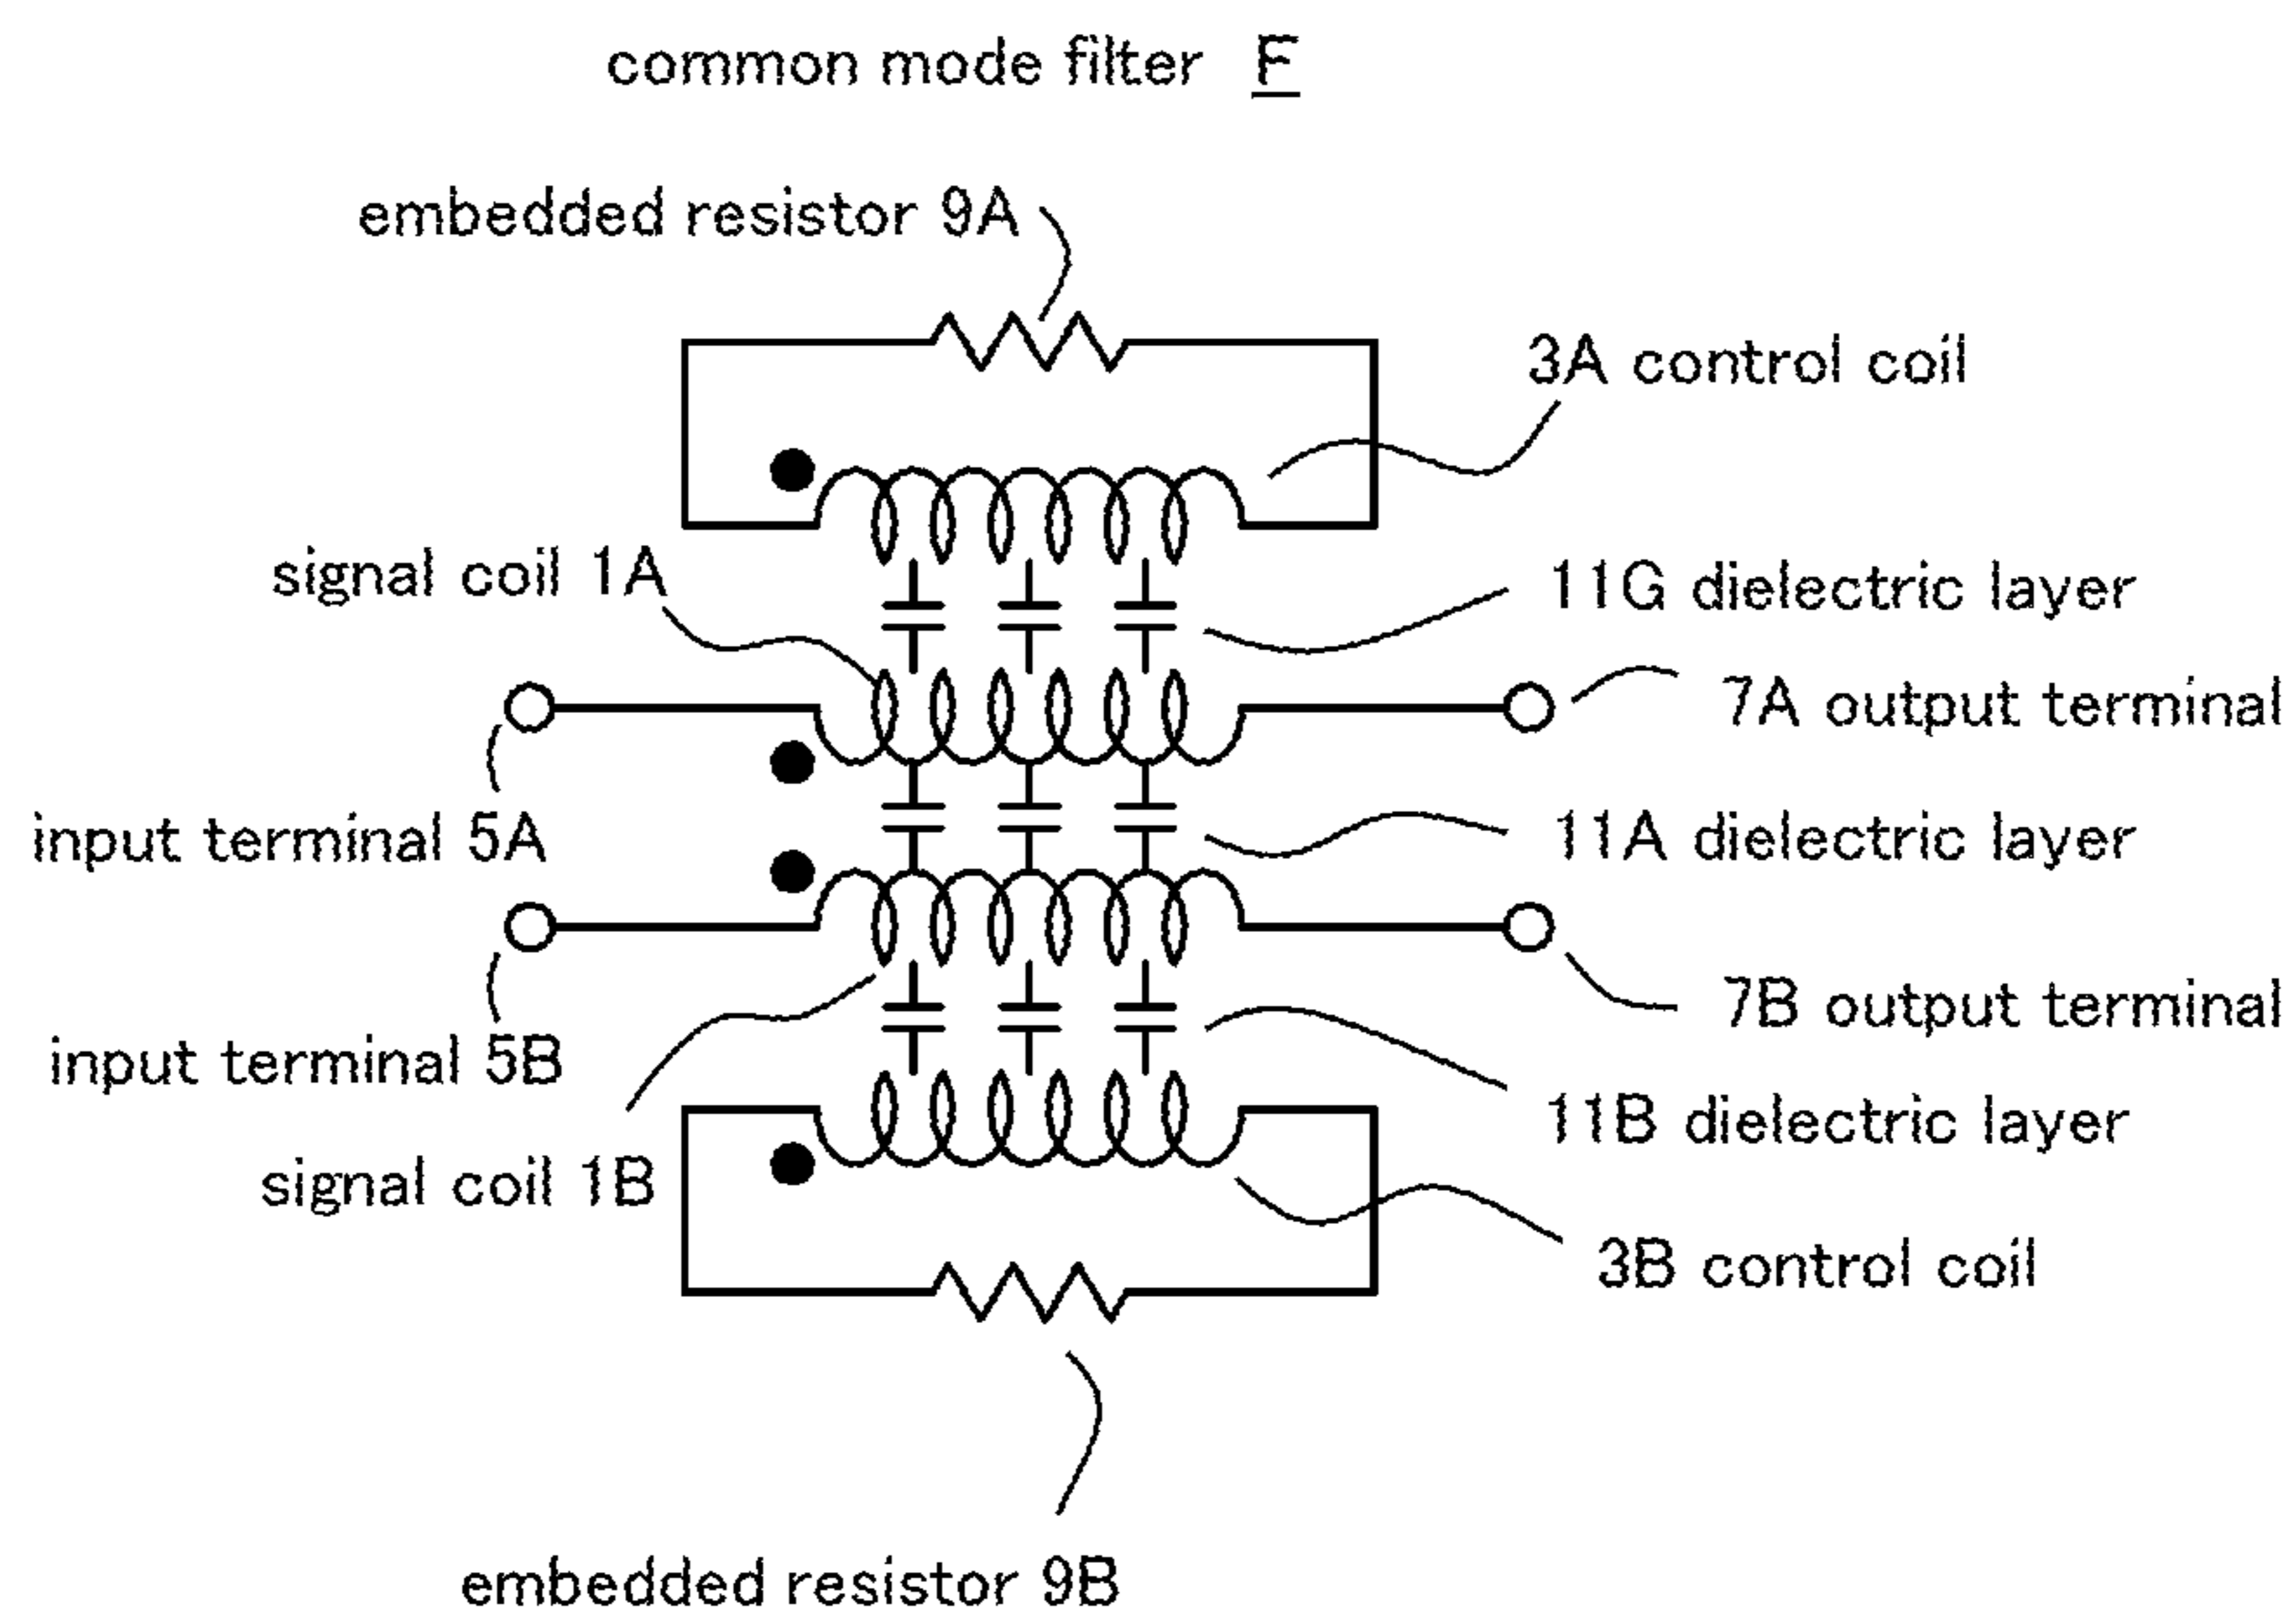 common mode filter F
embedded resistor 9A
3A control coil
signal coil 1A
11G dielectric layer
7A output terminal
input terminal 5A
11A dielectric layer
7B output terminal
input terminal 5B
11B dielectric layer
signal coil 1B
3B control coil
embedded resistor 9B